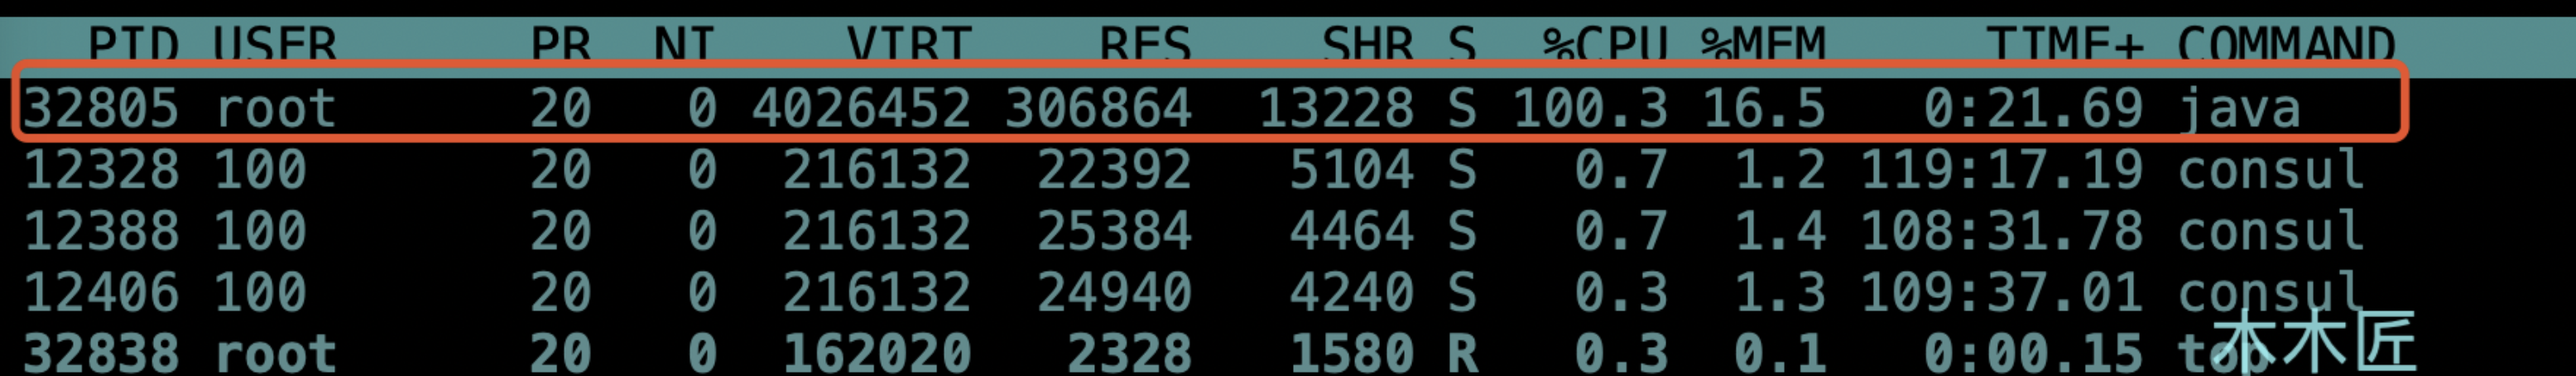 PID USER PR NI VIRT RES SHR S %CPU %MEM TIME+ COMMAND
32805 root 20 0 4026452 306864 13228 S 100.3 16.5 0:21.69 java
12328 100 20 0 216132 22392 5104 S 0.7 1.2 119:17.19 consul
12388 100 20 0 216132 25384 4464 S 0.7 1.4 108:31.78 consul
12406 100 20 0 216132 24940 4240 S 0.3 1.3 109:37.01 consul
32838 root 20 0 162020 2328 1580 R 0.3 0.1 0:00.15 top
木木匠